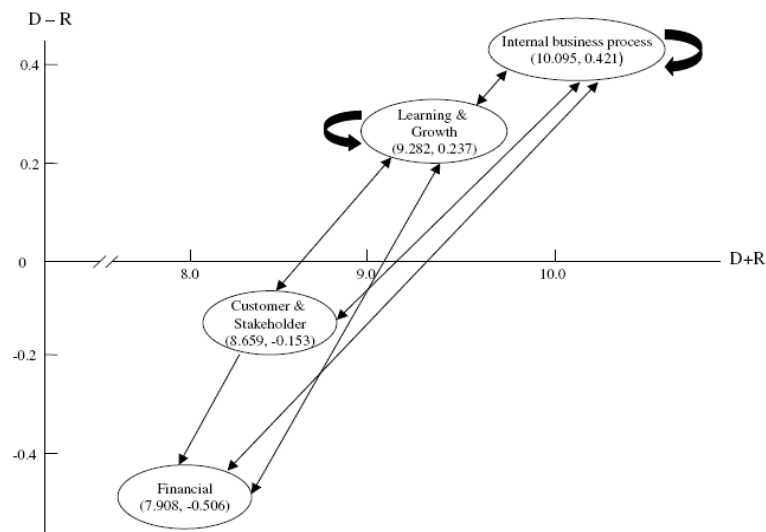 D – R
Internal business process
(10.095, 0.421)
0.4
Learning &
Growth
(9.282, 0.237)
0.2
0
8.0
9.0
10.0
D+R
Customer &
Stakeholder
(8.659, -0.153)
-0.2
-0.4
Financial
(7.908, -0.506)